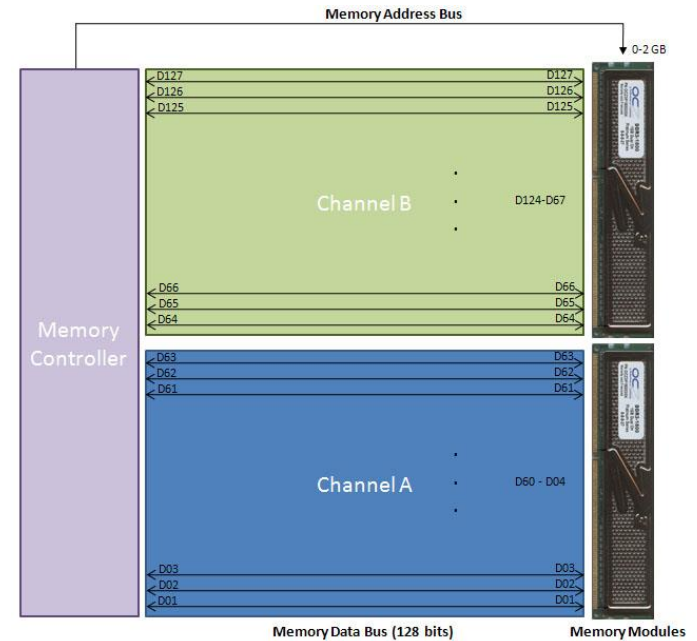 Memory Address Bus
0-2 GB
D127 D127
D126 D126
D125 D125
Channel B
D124-D67
D66 D66
D65 D65
D64 D64
Memory
Controller
D63 D63
D62 D62
D61 D61
Channel A
D60 - D04
D03 D03
D02 D02
D01 D01
Memory Data Bus (128 bits) Memory Modules